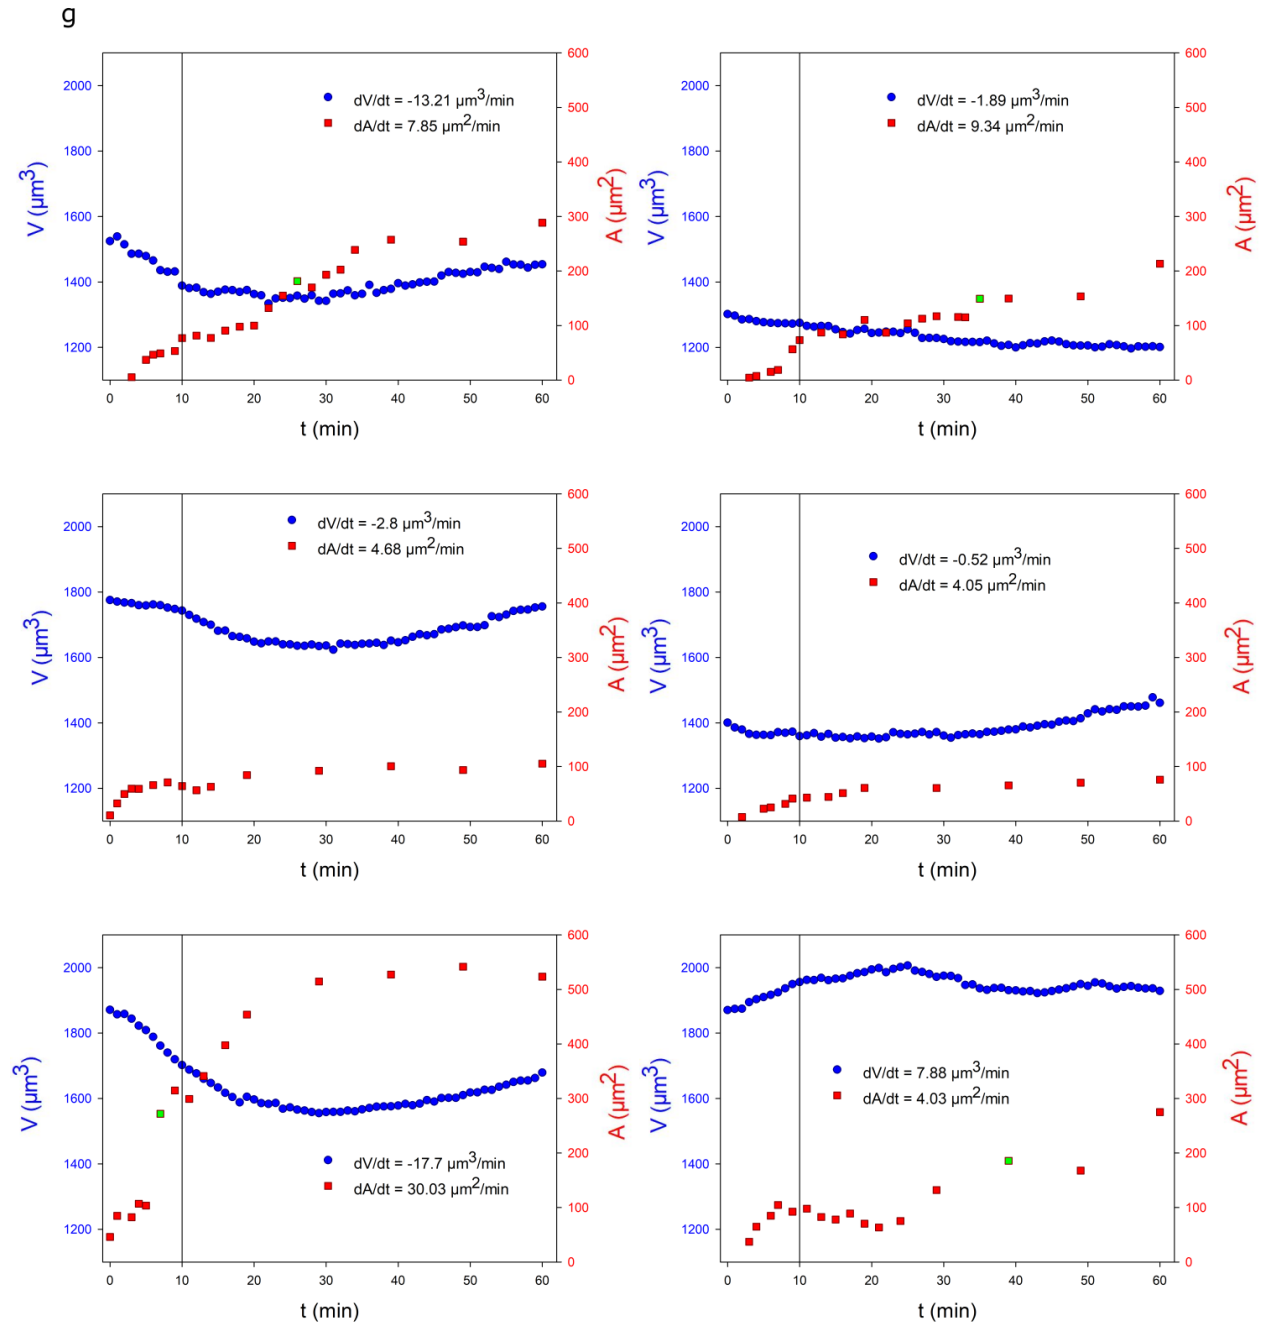 g
dV/dt = -13.21 µm³/min
dA/dt = 7.85 µm²/min
V (µm³)
2000
1800
1600
1400
1200
600
500
400
300
200
100
0
A (µm²)
0 10 20 30 40 50 60
t (min)
dV/dt = -1.89 µm³/min
dA/dt = 9.34 µm²/min
V (µm³)
2000
1800
1600
1400
1200
600
500
400
300
200
100
0
A (µm²)
0 10 20 30 40 50 60
t (min)
dV/dt = -2.8 µm³/min
dA/dt = 4.68 µm²/min
V (µm³)
2000
1800
1600
1400
1200
600
500
400
300
200
100
0
A (µm²)
0 10 20 30 40 50 60
t (min)
dV/dt = -0.52 µm³/min
dA/dt = 4.05 µm²/min
V (µm³)
2000
1800
1600
1400
1200
600
500
400
300
200
100
0
A (µm²)
0 10 20 30 40 50 60
t (min)
dV/dt = -17.7 µm³/min
dA/dt = 30.03 µm²/min
V (µm³)
2000
1800
1600
1400
1200
600
500
400
300
200
100
0
A (µm²)
0 10 20 30 40 50 60
t (min)
dV/dt = 7.88 µm³/min
dA/dt = 4.03 µm²/min
V (µm³)
2000
1800
1600
1400
1200
600
500
400
300
200
100
0
A (µm²)
0 10 20 30 40 50 60
t (min)